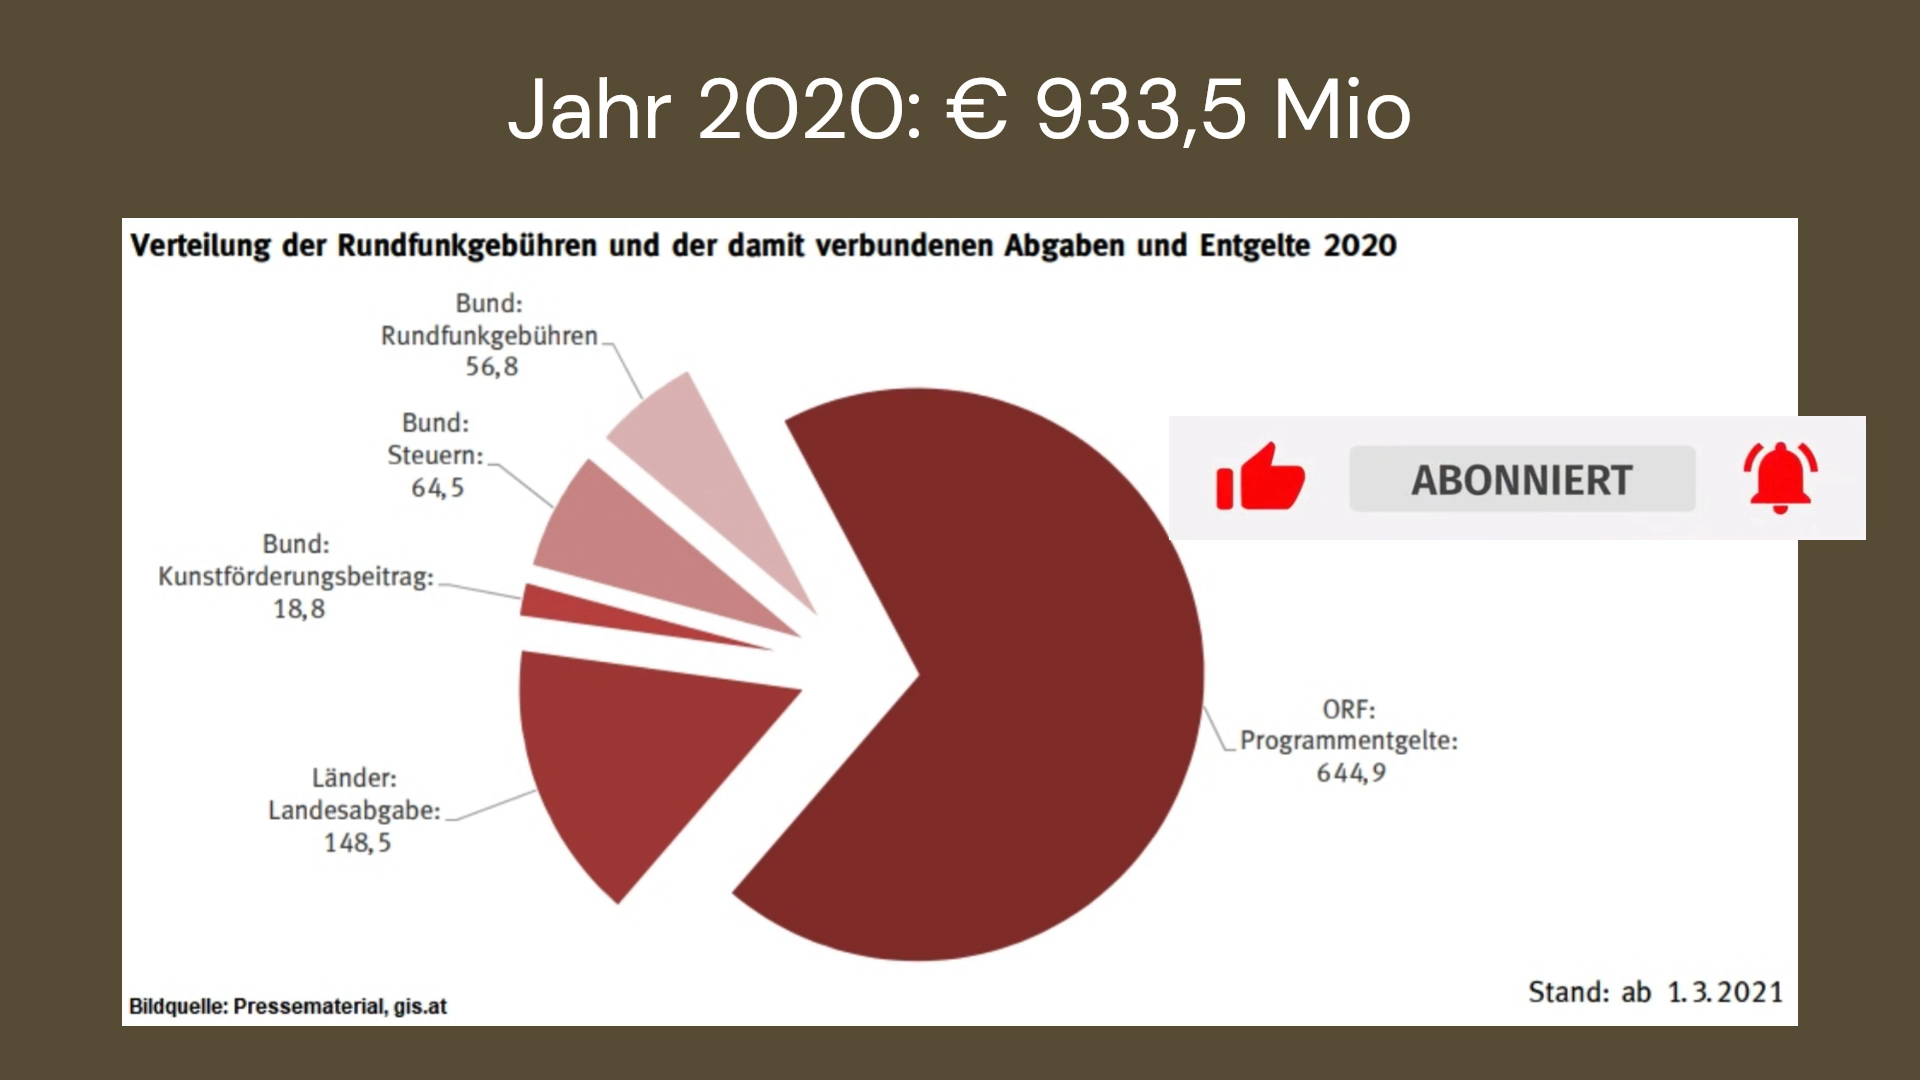 Jahr 2020: € 933,5 Mio
Verteilung der Rundfunkgebühren und der damit verbundenen Abgaben und Entgelte 2020
Bund:
Rundfunkgebühren
56,8
Bund:
Steuern:
64,5
Bund:
Kunstförderungsbeitrag:
18,8
Länder:
Landesabgabe:
148,5
ABONNIERT
ORF:
Programmentgelte:
644,9
Stand: ab 1.3.2021
Bildquelle: Pressematerial, gis.at